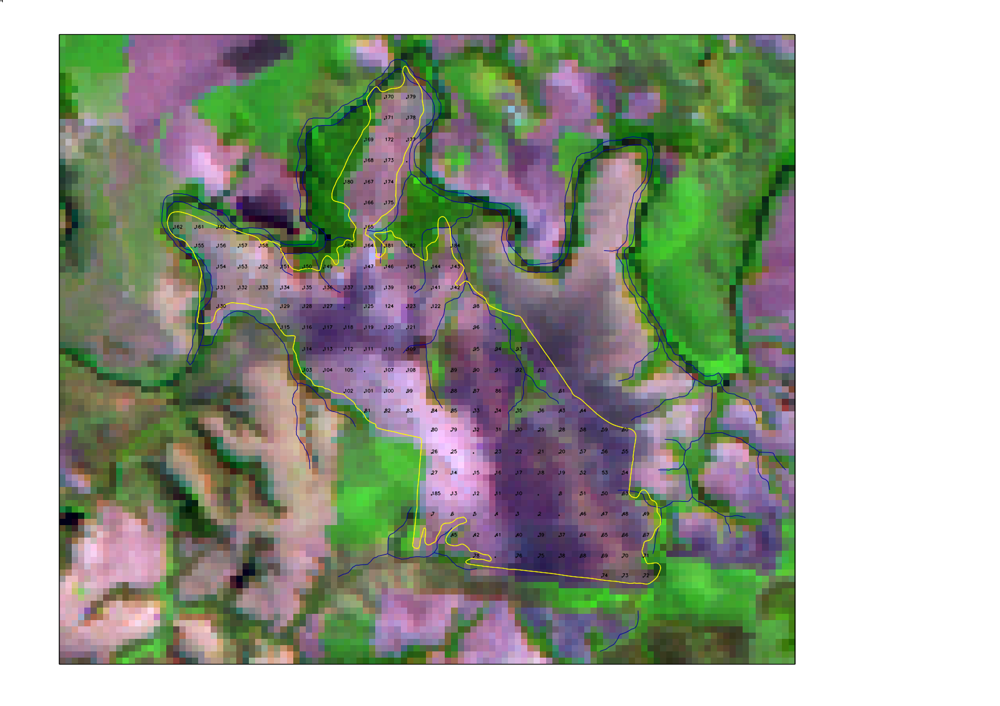 .170 .179
.171 .178
.169 172 .177
.168 .173 .
.180 .167 .174
.166 .175
.162 .161 .160 .165
.155 .156 .157 .158 .163 .164 .181 .182 .184
.154 .153 .152 .151 .150 .149 . .147 .146 .145 .144 .143
.131 .132 .133 .134 .135 .136 .137 .138 .139 140 .141 .142
.130 .129 .128 .127 . .125 124 .123 .122 .98
.115 .116 .117 .118 .119 .120 .121 .96 .
.114 .113 .112 .111 .110 .109 .95 .94 .93
.103 .104 105 . .107 .108 .89 .90 .91 .92 .62
.102 .101 .100 .99 .88 .87 86 .61
.81 .82 .83 .84 .85 .33 .34 .35 .36 .43 .44
.80 .79 .32 31 .30 .29 .28 .58 .59 .60
.26 .25 . .23 .22 .21 .20 .57 .56 .55
.27 .14 .15 .16 .17 .18 .19 .52 53 .54
.185 .13 .12 .11 .10 . .8 .51 .50 .63
.7 .6 .5 .4 .3 .2 . .46 .47 .48 .49
.45 .42 .41 .40 .39 .37 .64 .65 .66 .67
.78 . .76 .75 .38 .68 .69 .70 .71
.74 .73 .72